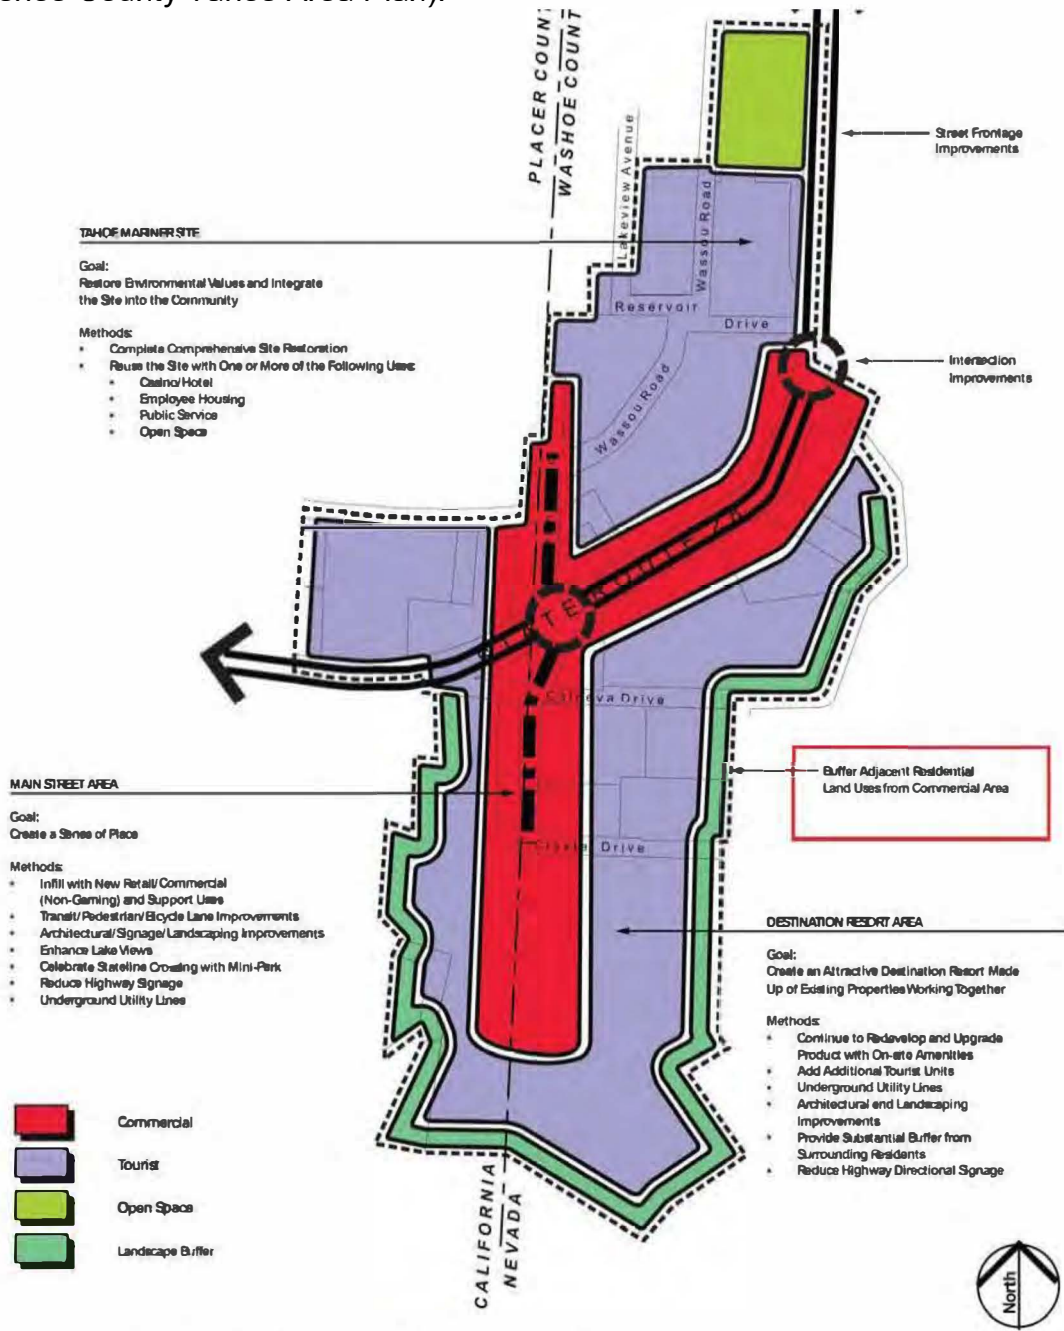 County Tahoe Area Plan).
PLACER COUNT
WASHOE COUNT
Lakeview Avenue
Wassou Road
Street Frontage
Improvements
TAHOE MARINER SITE
Goal:
Restore Environmental Values and Integrate
the Site into the Community
Methods:
Complete Comprehensive Site Restoration
Reuse the Site with One or More of the Following Uses:
Casino/Hotel
Employee Housing
Public Service
Open Space
Reservoir
Drive
Wassou Road
Intersection
Improvements
STATE ROUTE 28
Calneva Drive
Drive
Buffer Adjacent Residential
Land Uses from Commercial Area
MAIN STREET AREA
Goal:
Create a Sense of Place
Methods:
Infill with New Retail/Commercial
(Non-Gaming) and Support Uses
Transit/Pedestrian/Bicycle Lane Improvements
Architectural/Signage/Landscaping Improvements
Enhance Lake Views
Celebrate Stateline Crossing with Mini-Park
Reduce Highway Signage
Underground Utility Lines
DESTINATION RESORT AREA
Goal:
Create an Attractive Destination Resort Made
Up of Existing Properties Working Together
Methods:
Continue to Redevelop and Upgrade
Product with On-site Amenities
Add Additional Tourist Units
Underground Utility Lines
Architectural and Landscaping
Improvements
Provide Substantial Buffer from
Surrounding Residents
Reduce Highway Directional Signage
Commercial
Tourist
Open Space
Landscape Buffer
CALIFORNIA
NEVADA
North